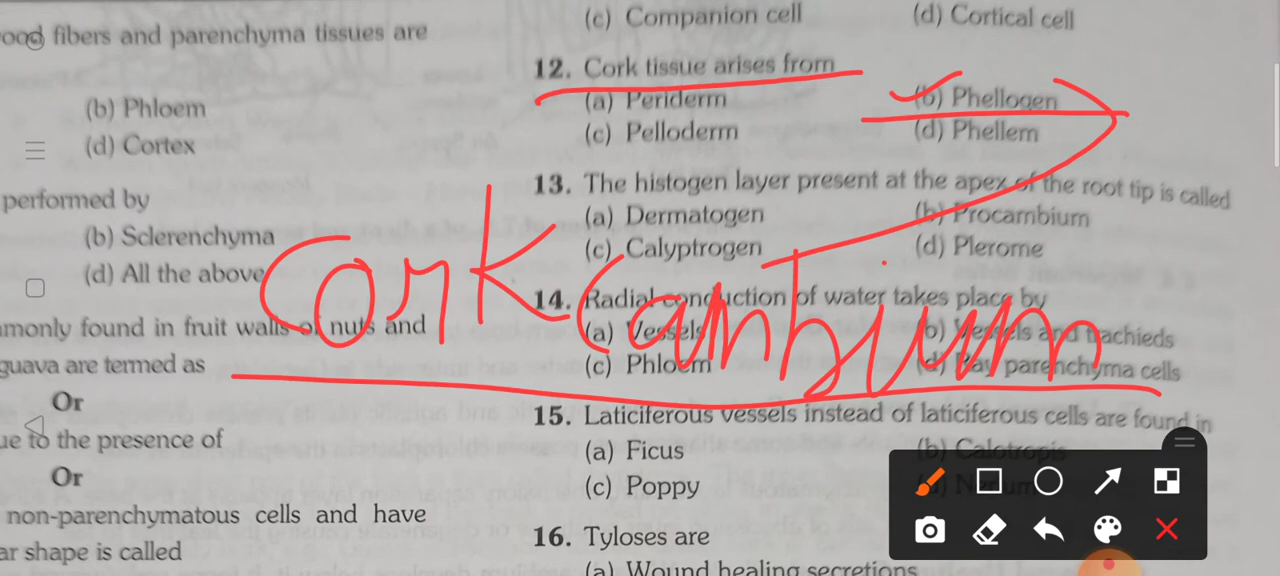 ood fibers and parenchyma tissues are
(b) Phloem
(d) Cortex
performed by
(b) Sclerenchyma
(d) All the above
monly found in fruit walls of nuts and
guava are termed as
Or
ue to the presence of
Or
non-parenchymatous cells and have
ar shape is called
(c) Companion cell (d) Cortical cell
12. Cork tissue arises from
(a) Periderm (b) Phellogen
(c) Pelloderm (d) Phellem
13. The histogen layer present at the apex of the root tip is called
(a) Dermatogen (b) Procambium
(c) Calyptrogen (d) Plerome
14. Radial conduction of water takes place by
(a) Vessels (b) Vessels and trachieds
(c) Phloem (d) Ray parenchyma cells
Cork Cambium
15. Laticiferous vessels instead of laticiferous cells are found in
(a) Ficus (b) Calotropis
(c) Poppy (d) Nerium
16. Tyloses are
(a) Wound healing secretions